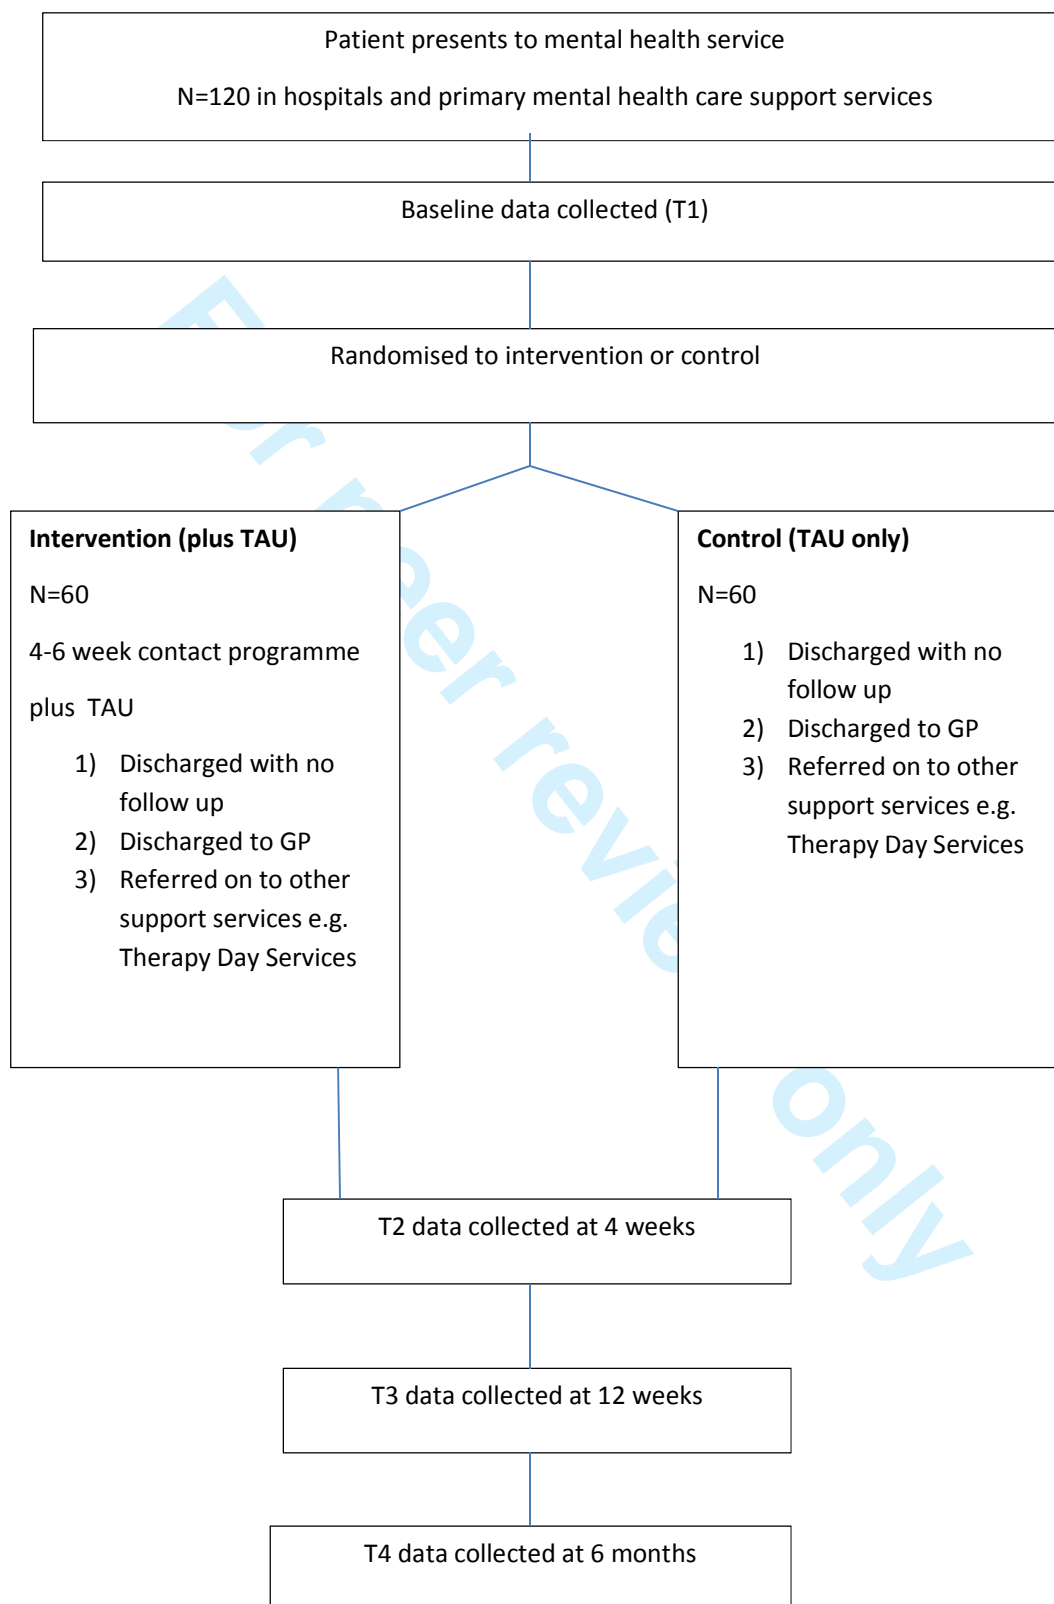 Patient presents to mental health service
N=120 in hospitals and primary mental health care support services
Baseline data collected (T1)
Randomised to intervention or control
Intervention (plus TAU)
N=60
4-6 week contact programme
plus TAU
1) Discharged with no
follow up
2) Discharged to GP
3) Referred on to other
support services e.g.
Therapy Day Services
Control (TAU only)
N=60
1) Discharged with no
follow up
2) Discharged to GP
3) Referred on to other
support services e.g.
Therapy Day Services
T2 data collected at 4 weeks
T3 data collected at 12 weeks
T4 data collected at 6 months
For peer review only